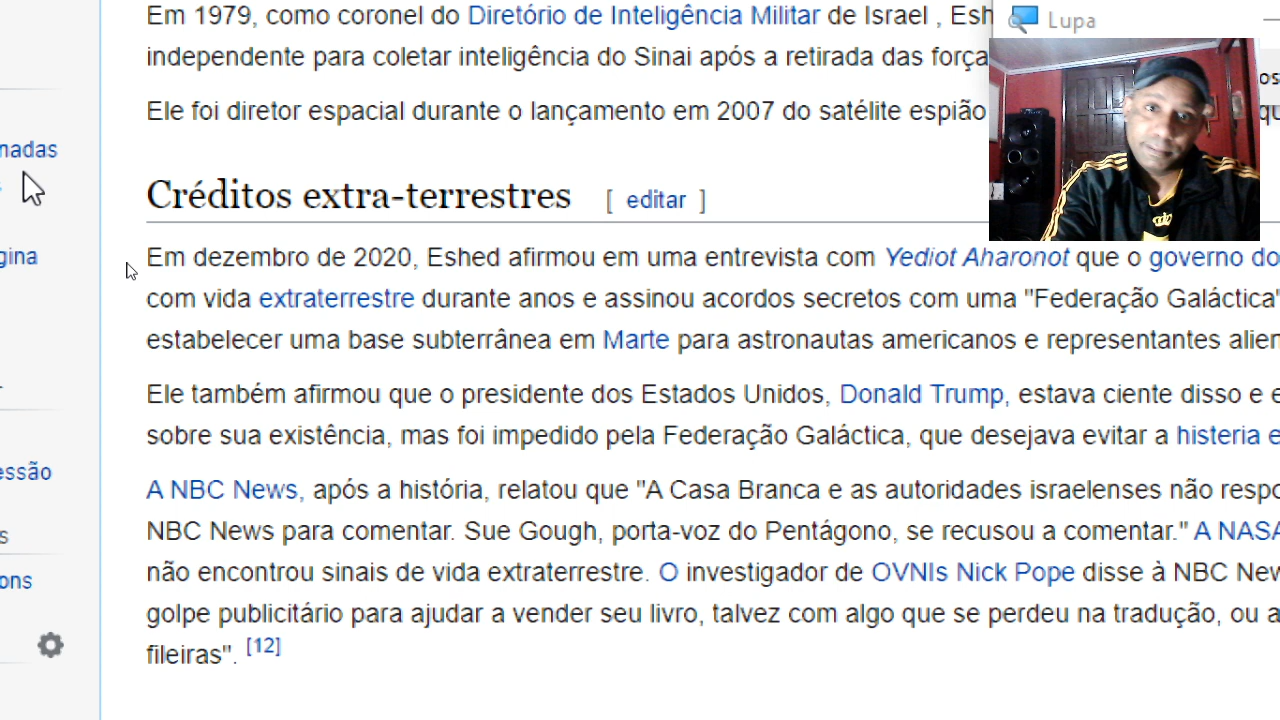 Em 1979, como coronel do Diretório de Inteligência Militar de Israel , Esh
Lupa
independente para coletar inteligência do Sinai após a retirada das força
os
Ele foi diretor espacial durante o lançamento em 2007 do satélite espião
qu
nadas
Créditos extra-terrestres [ editar ]
gina
Em dezembro de 2020, Eshed afirmou em uma entrevista com Yediot Aharonot que o governo do
com vida extraterrestre durante anos e assinou acordos secretos com uma "Federação Galáctica"
estabelecer uma base subterrânea em Marte para astronautas americanos e representantes alien
Ele também afirmou que o presidente dos Estados Unidos, Donald Trump, estava ciente disso e e
sobre sua existência, mas foi impedido pela Federação Galáctica, que desejava evitar a histeria e
essão
A NBC News, após a história, relatou que "A Casa Branca e as autoridades israelenses não respo
NBC News para comentar. Sue Gough, porta-voz do Pentágono, se recusou a comentar." A NASA
s
ons
não encontrou sinais de vida extraterrestre. O investigador de OVNIs Nick Pope disse à NBC New
golpe publicitário para ajudar a vender seu livro, talvez com algo que se perdeu na tradução, ou a
fileiras". [12]